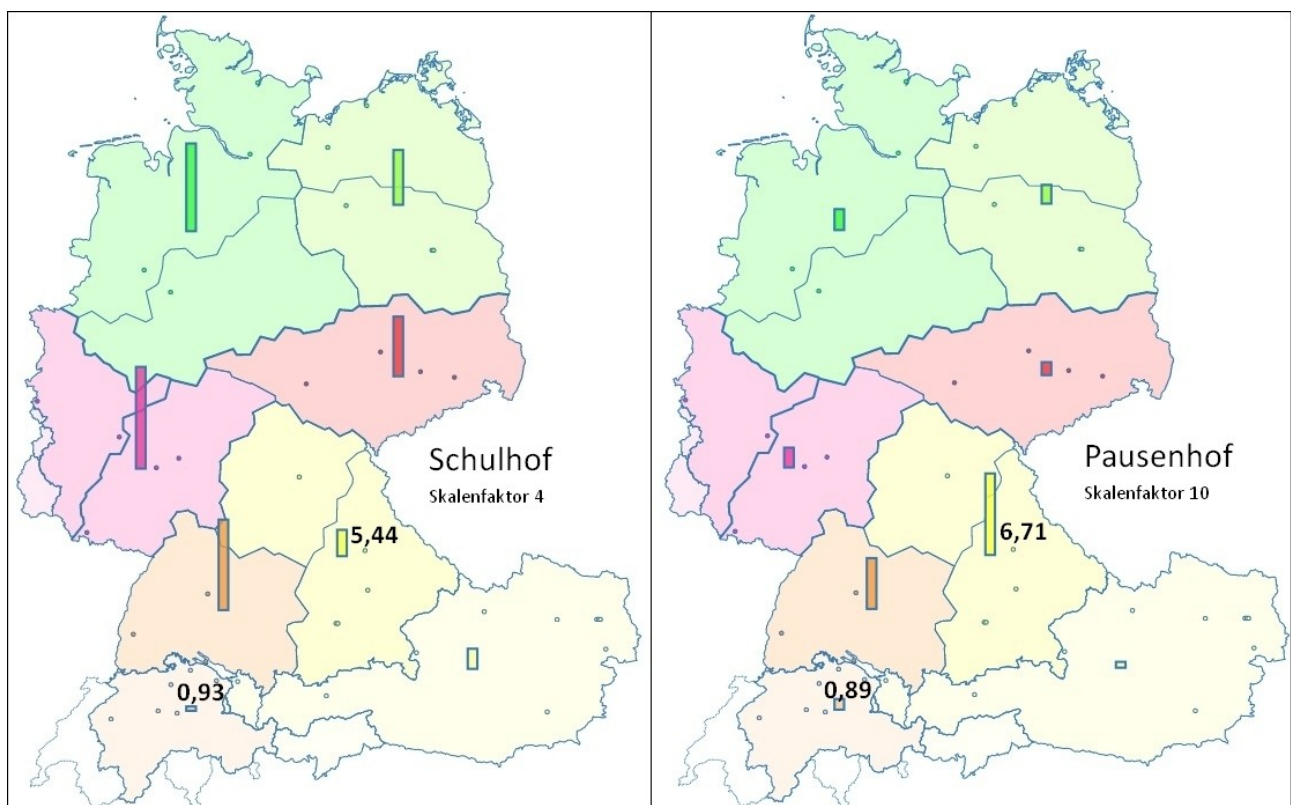 Schulhof
Skalenfaktor 4
5,44
0,93
Pausenhof
Skalenfaktor 10
6,71
0,89